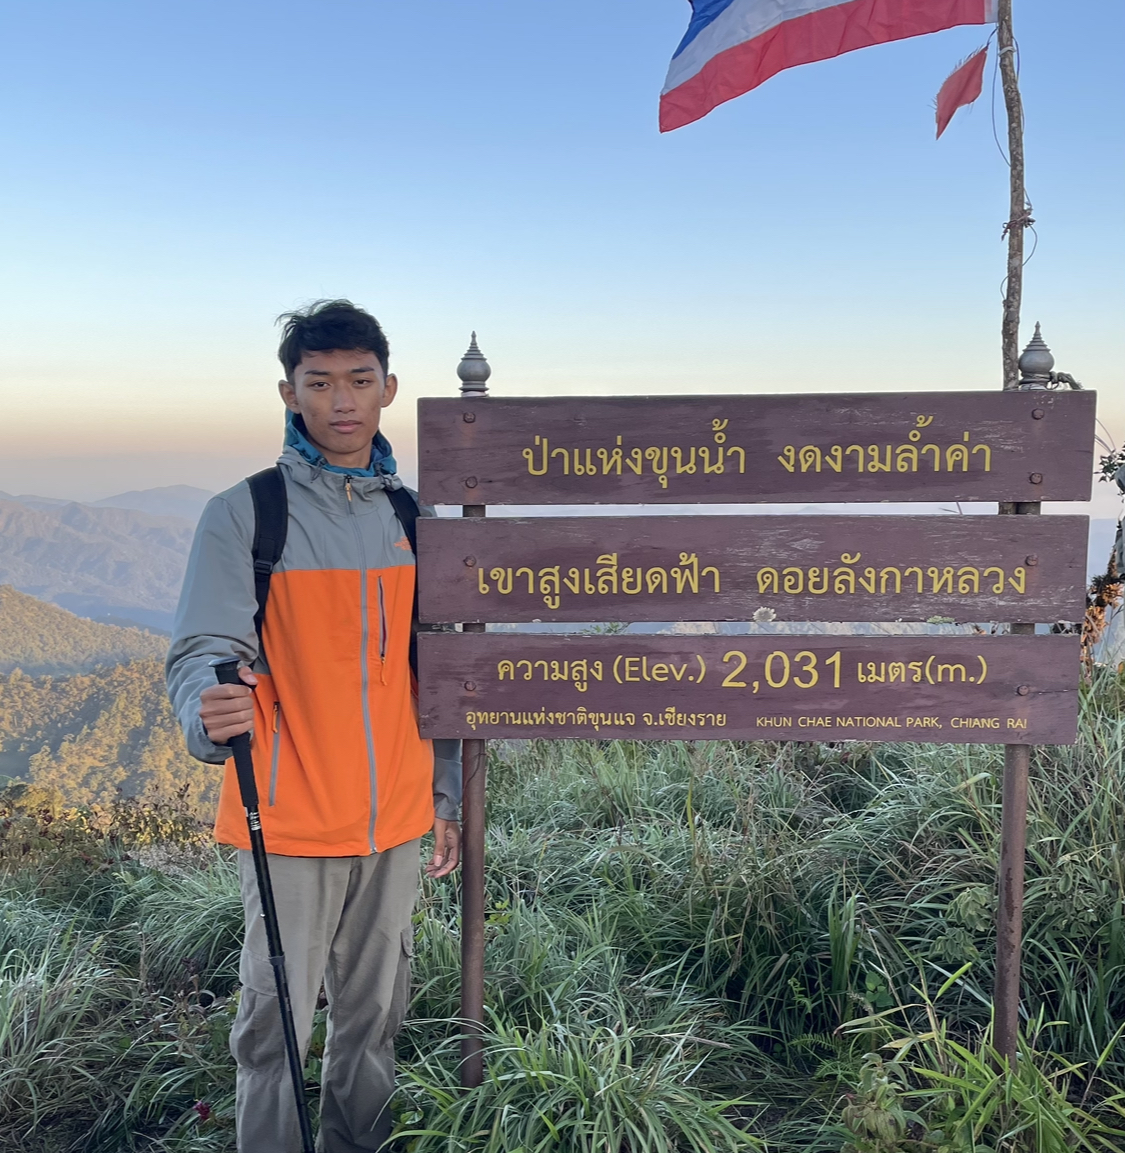 ป่าแห่งขุนน้ำ งดงามล้ำค่า
เขาสูงเสียดฟ้า ดอยลังกาหลวง
ความสูง (Elev.) 2,031 เมตร(m.)
อุทยานแห่งชาติขุนแจ จ.เชียงราย KHUN CHAE NATIONAL PARK, CHIANG RAI